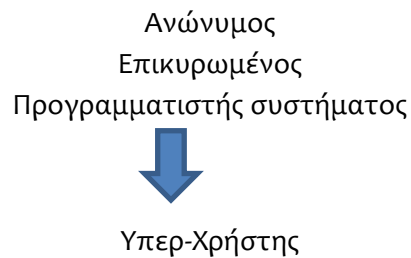 Ανώνυμος
Επικυρωμένος
Προγραμματιστής συστήματος
Υπερ-Χρήστης